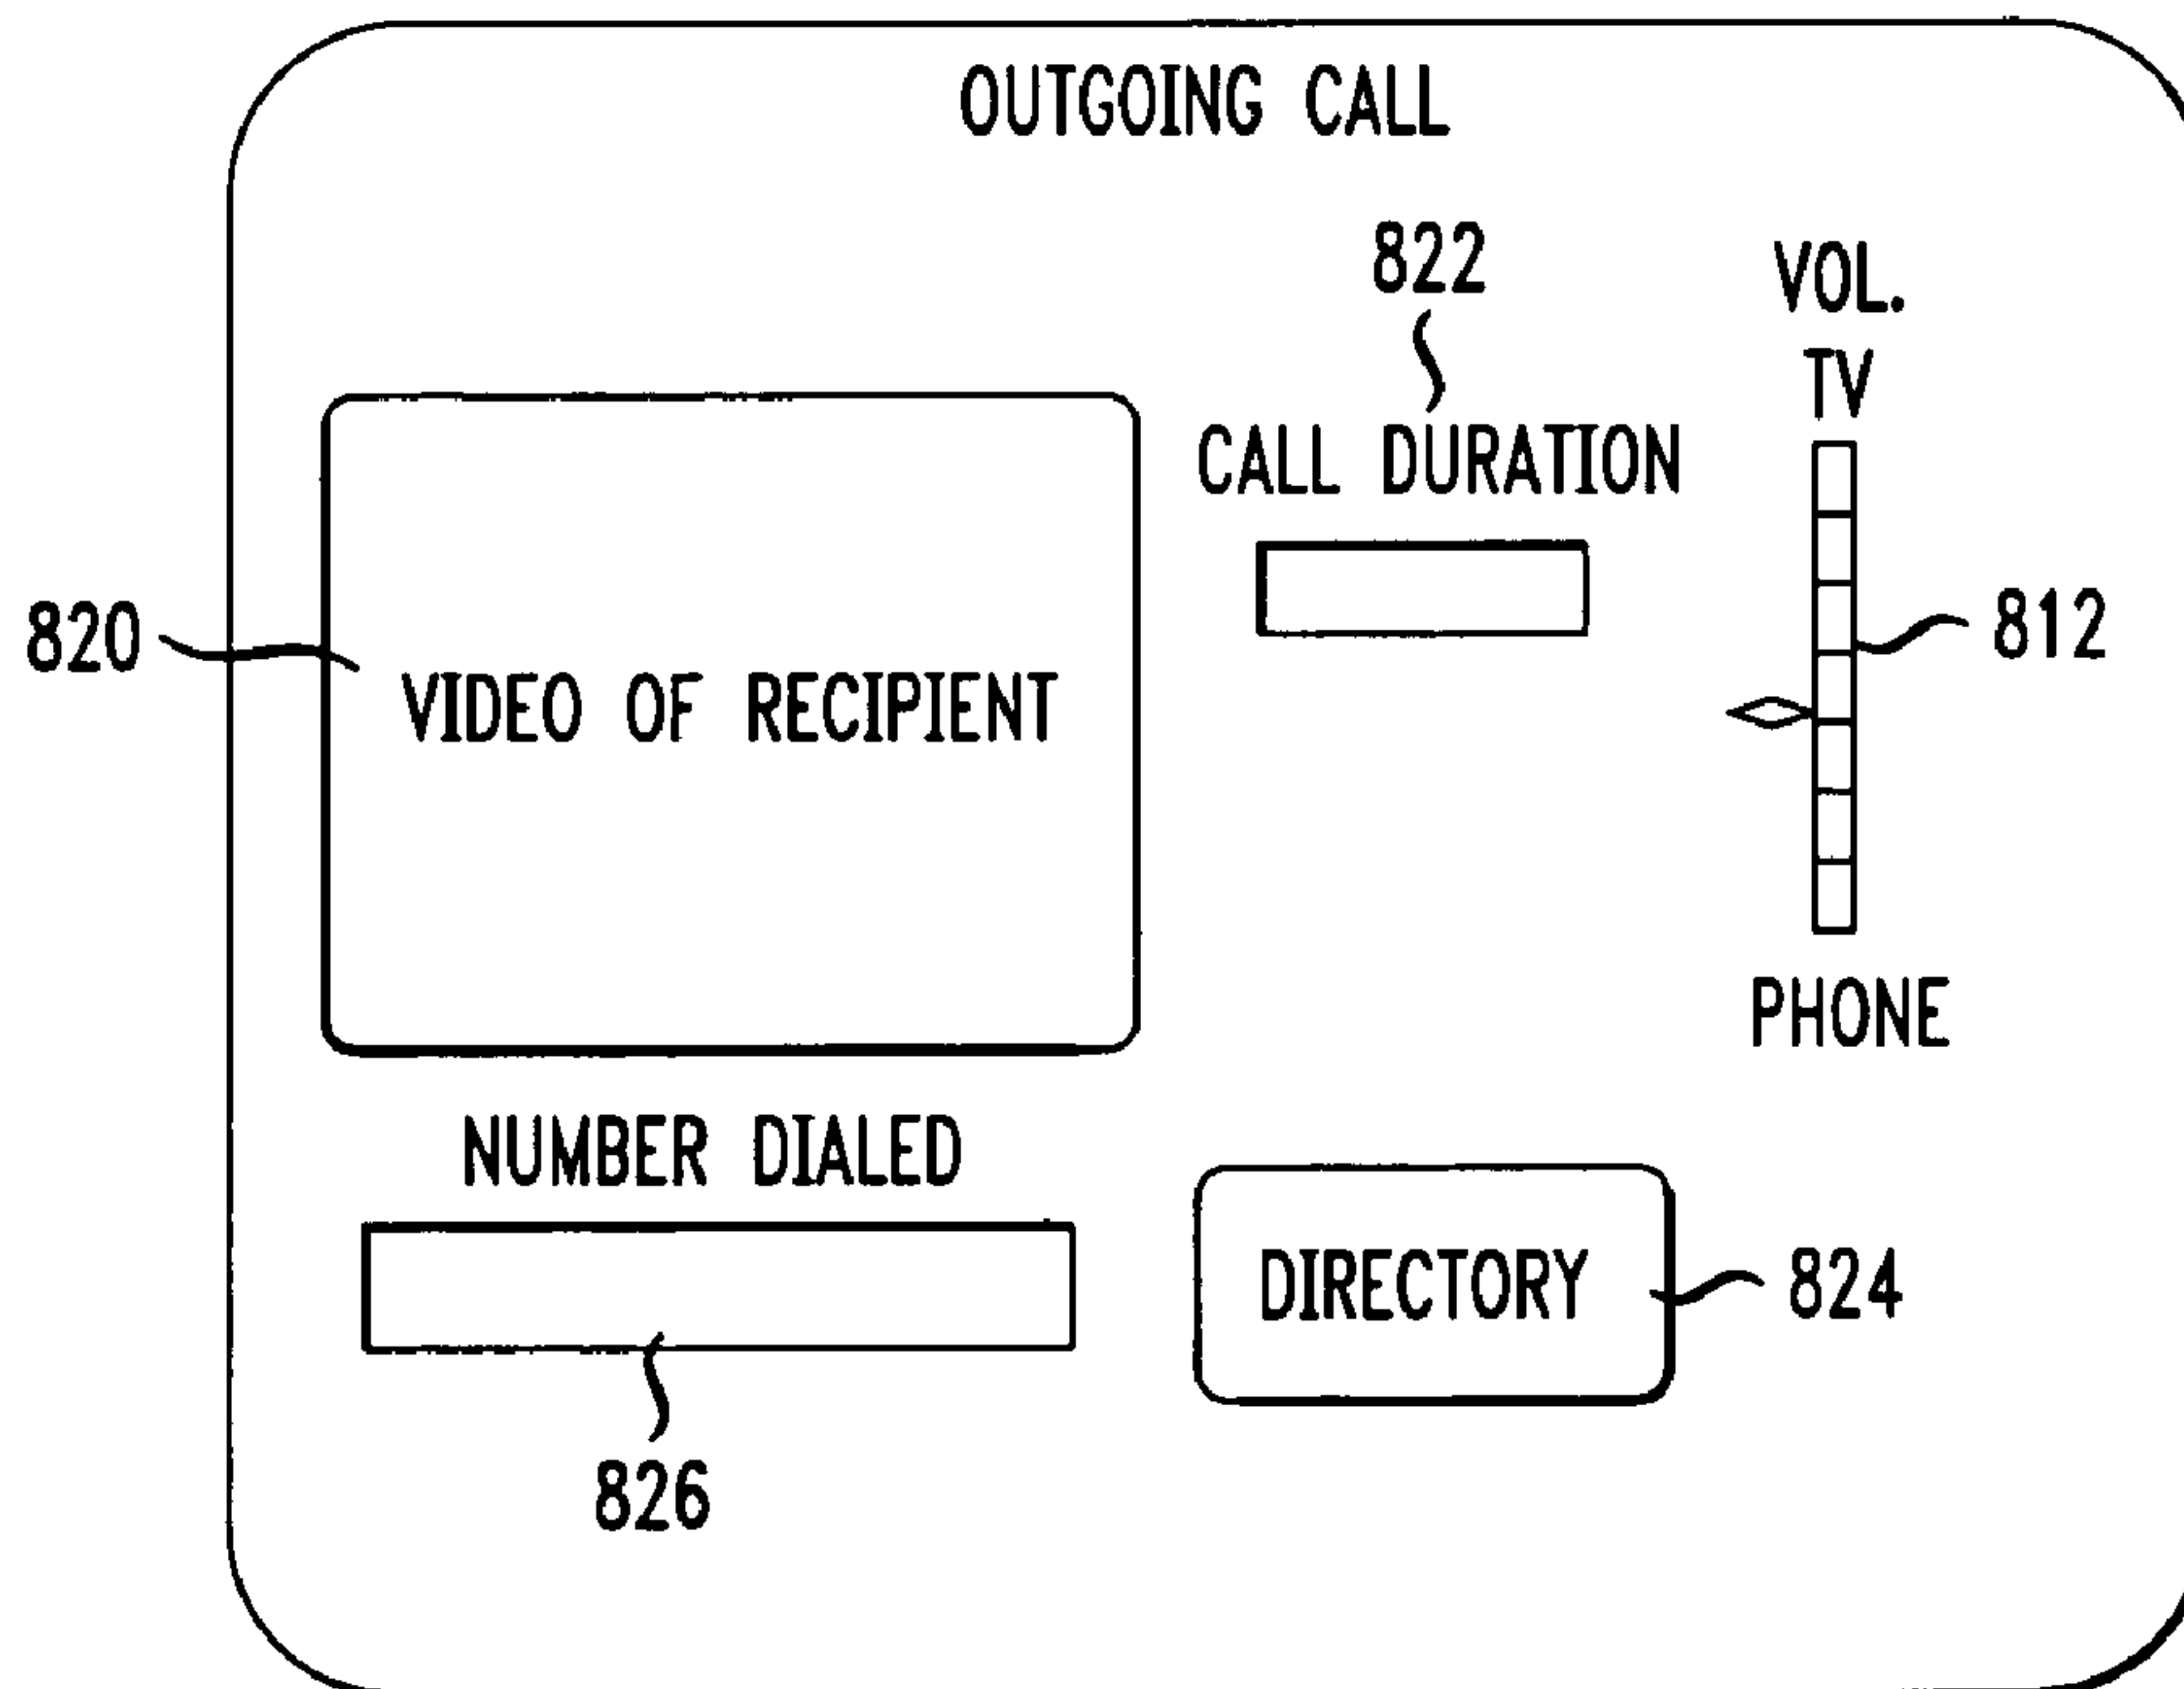 OUTGOING CALL
822
VOL.
TV
CALL DURATION
820
812
VIDEO OF RECIPIENT
PHONE
NUMBER DIALED
DIRECTORY
824
826